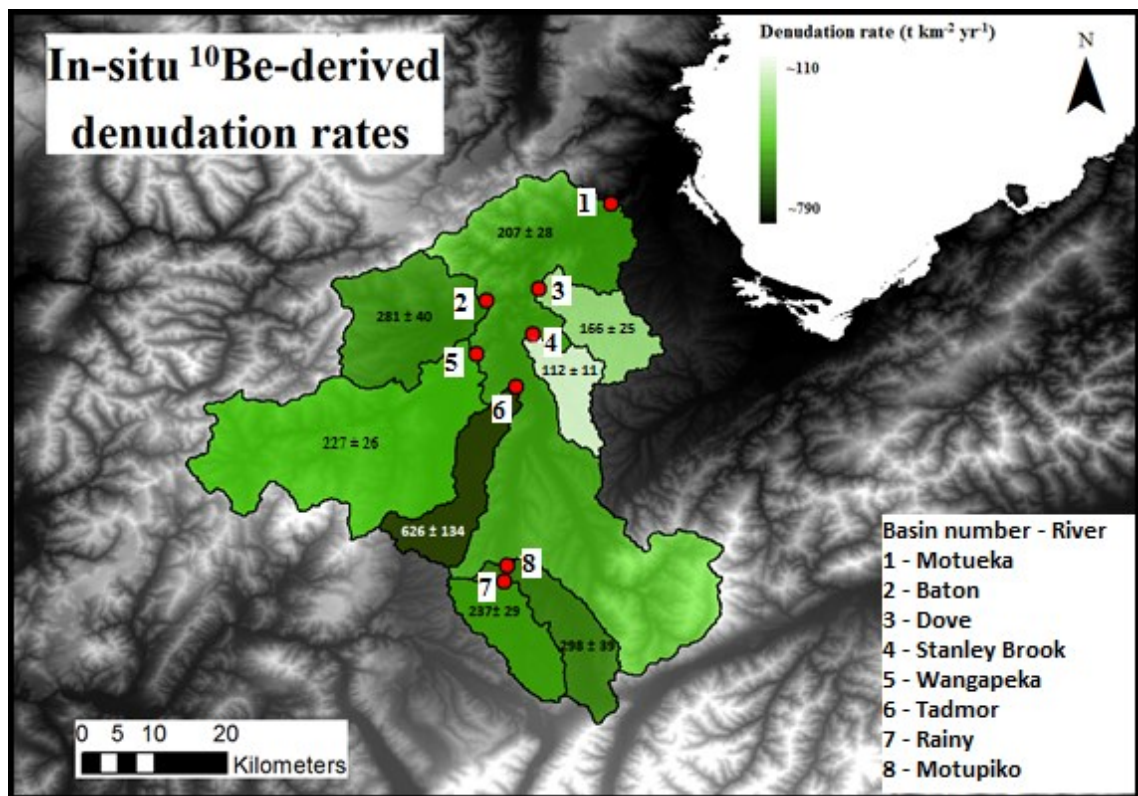 In-situ ¹⁰Be-derived
denudation rates
Denudation rate (t km⁻² yr⁻¹)
~110
~790
N
1
207 ± 28
2
3
281 ± 40
166 ± 25
4
5
112 ± 11
6
227 ± 26
626 ± 134
8
7
237± 29
298 ± 39
0 5 10 20
Kilometers
Basin number - River
1 - Motueka
2 - Baton
3 - Dove
4 - Stanley Brook
5 - Wangapeka
6 - Tadmor
7 - Rainy
8 - Motupiko